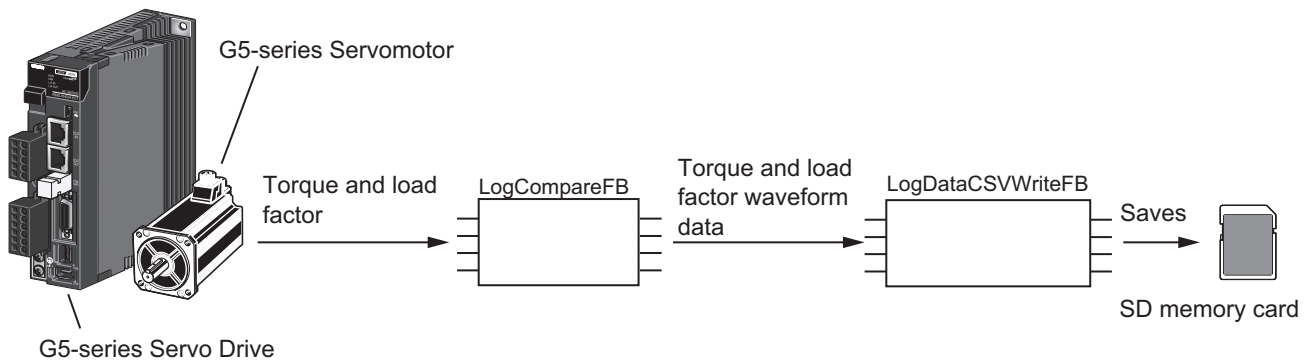 G5-series Servomotor
Torque and load
factor
LogCompareFB
Torque and load
factor waveform
data
LogDataCSVWriteFB
Saves
SD memory card
G5-series Servo Drive